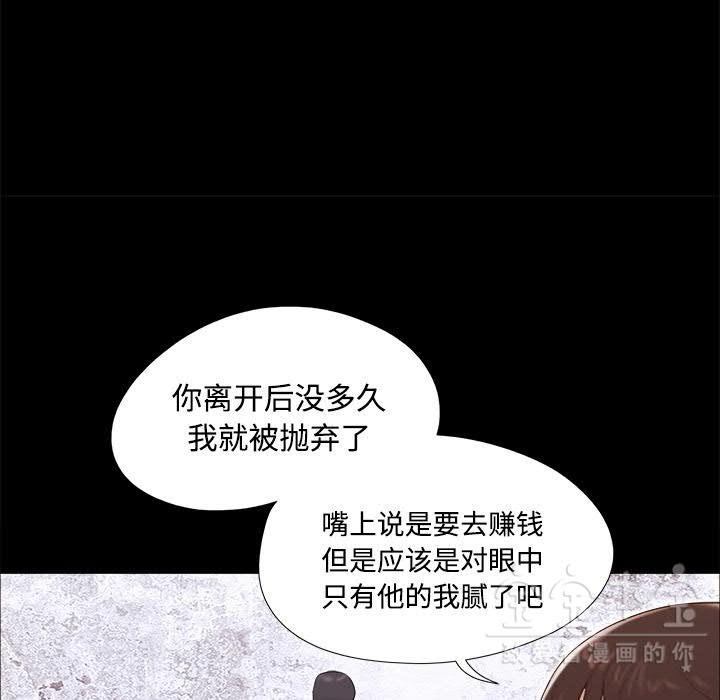 你离开后没多久
我就被抛弃了
嘴上说是要去赚钱
但是应该是对眼中
只有他的我腻了吧
漫画的你